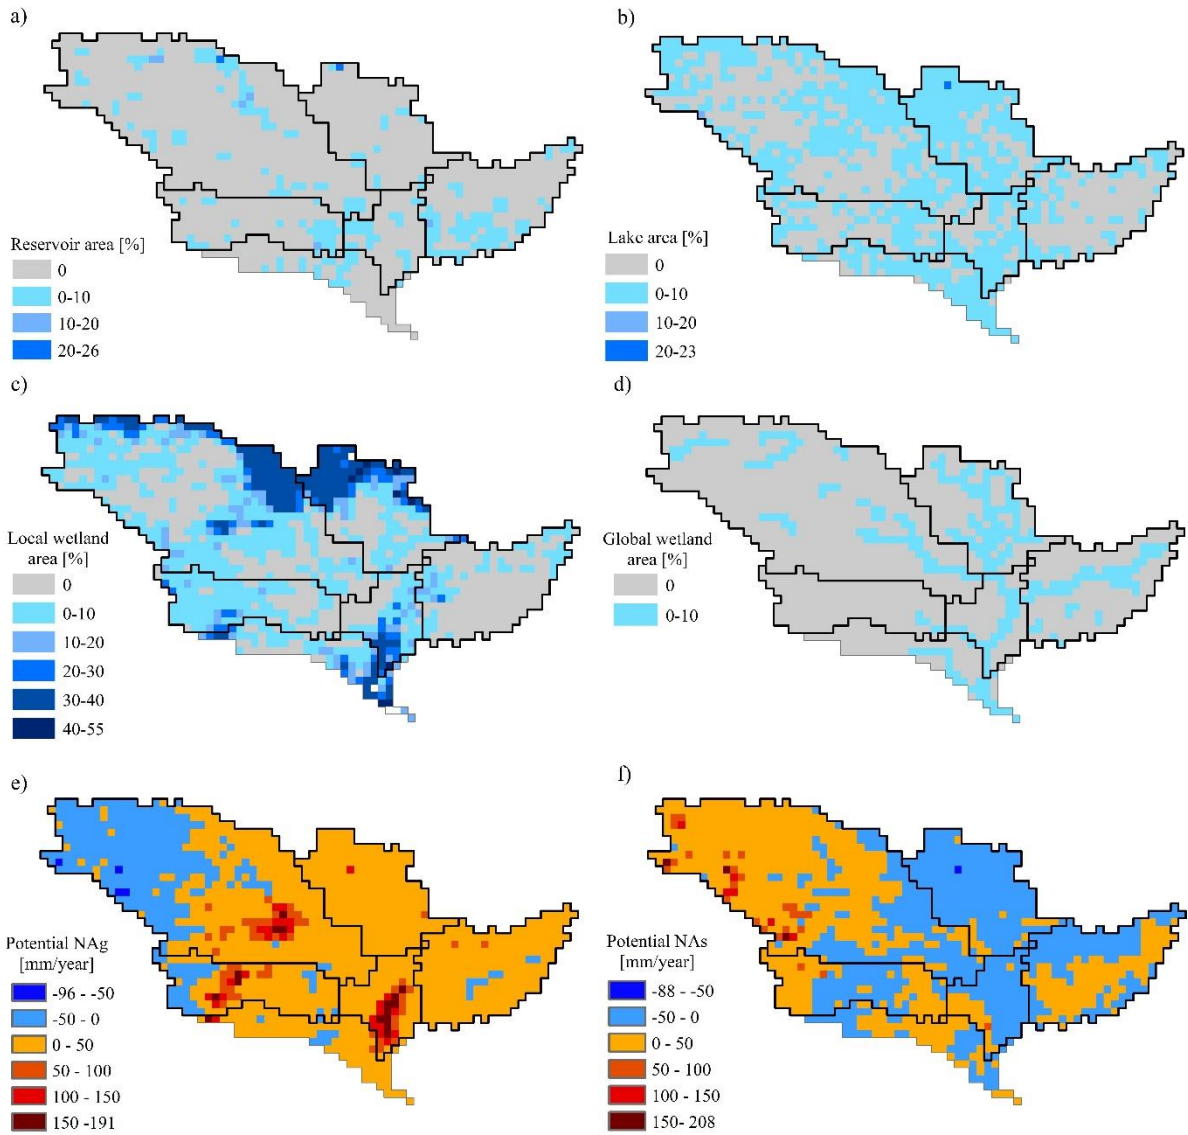 a)
Reservoir area [%]
0
0-10
10-20
20-26
b)
Lake area [%]
0
0-10
10-20
20-23
c)
Local wetland
area [%]
0
0-10
10-20
20-30
30-40
40-55
d)
Global wetland
area [%]
0
0-10
e)
Potential NAg
[mm/year]
-96 - -50
-50 - 0
0 - 50
50 - 100
100 - 150
150 -191
f)
Potential NAs
[mm/year]
-88 - -50
-50 - 0
0 - 50
50 - 100
100 - 150
150- 208